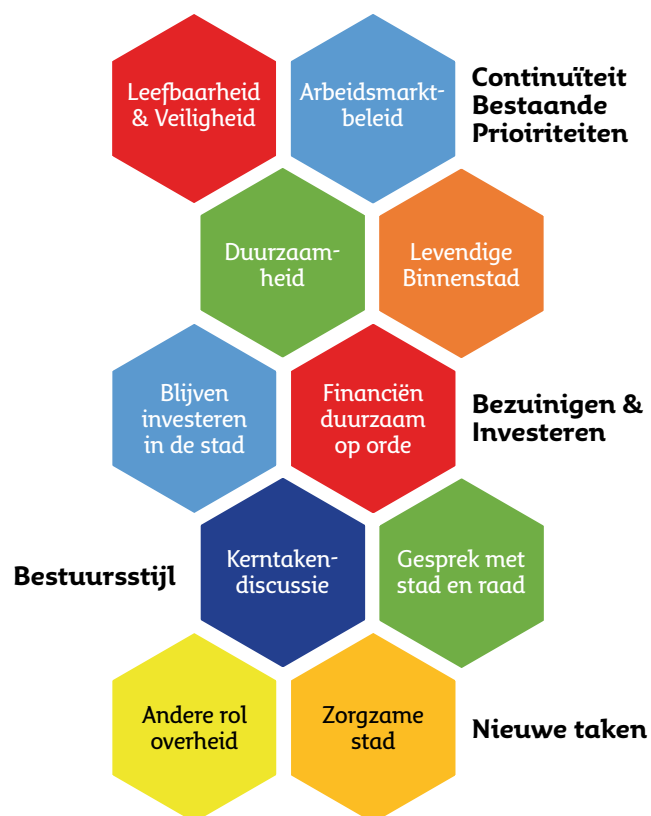 Leefbaarheid
& Veiligheid
Arbeidsmarkt-
beleid
Continuïteit
Bestaande
Prioiriteiten
Duurzaam-
heid
Levendige
Binnenstad
Blijven
investeren
in de stad
Financiën
duurzaam
op orde
Bezuinigen &
Investeren
Bestuursstijl
Kerntaken-
discussie
Gesprek met
stad en raad
Andere rol
overheid
Zorgzame
stad
Nieuwe taken